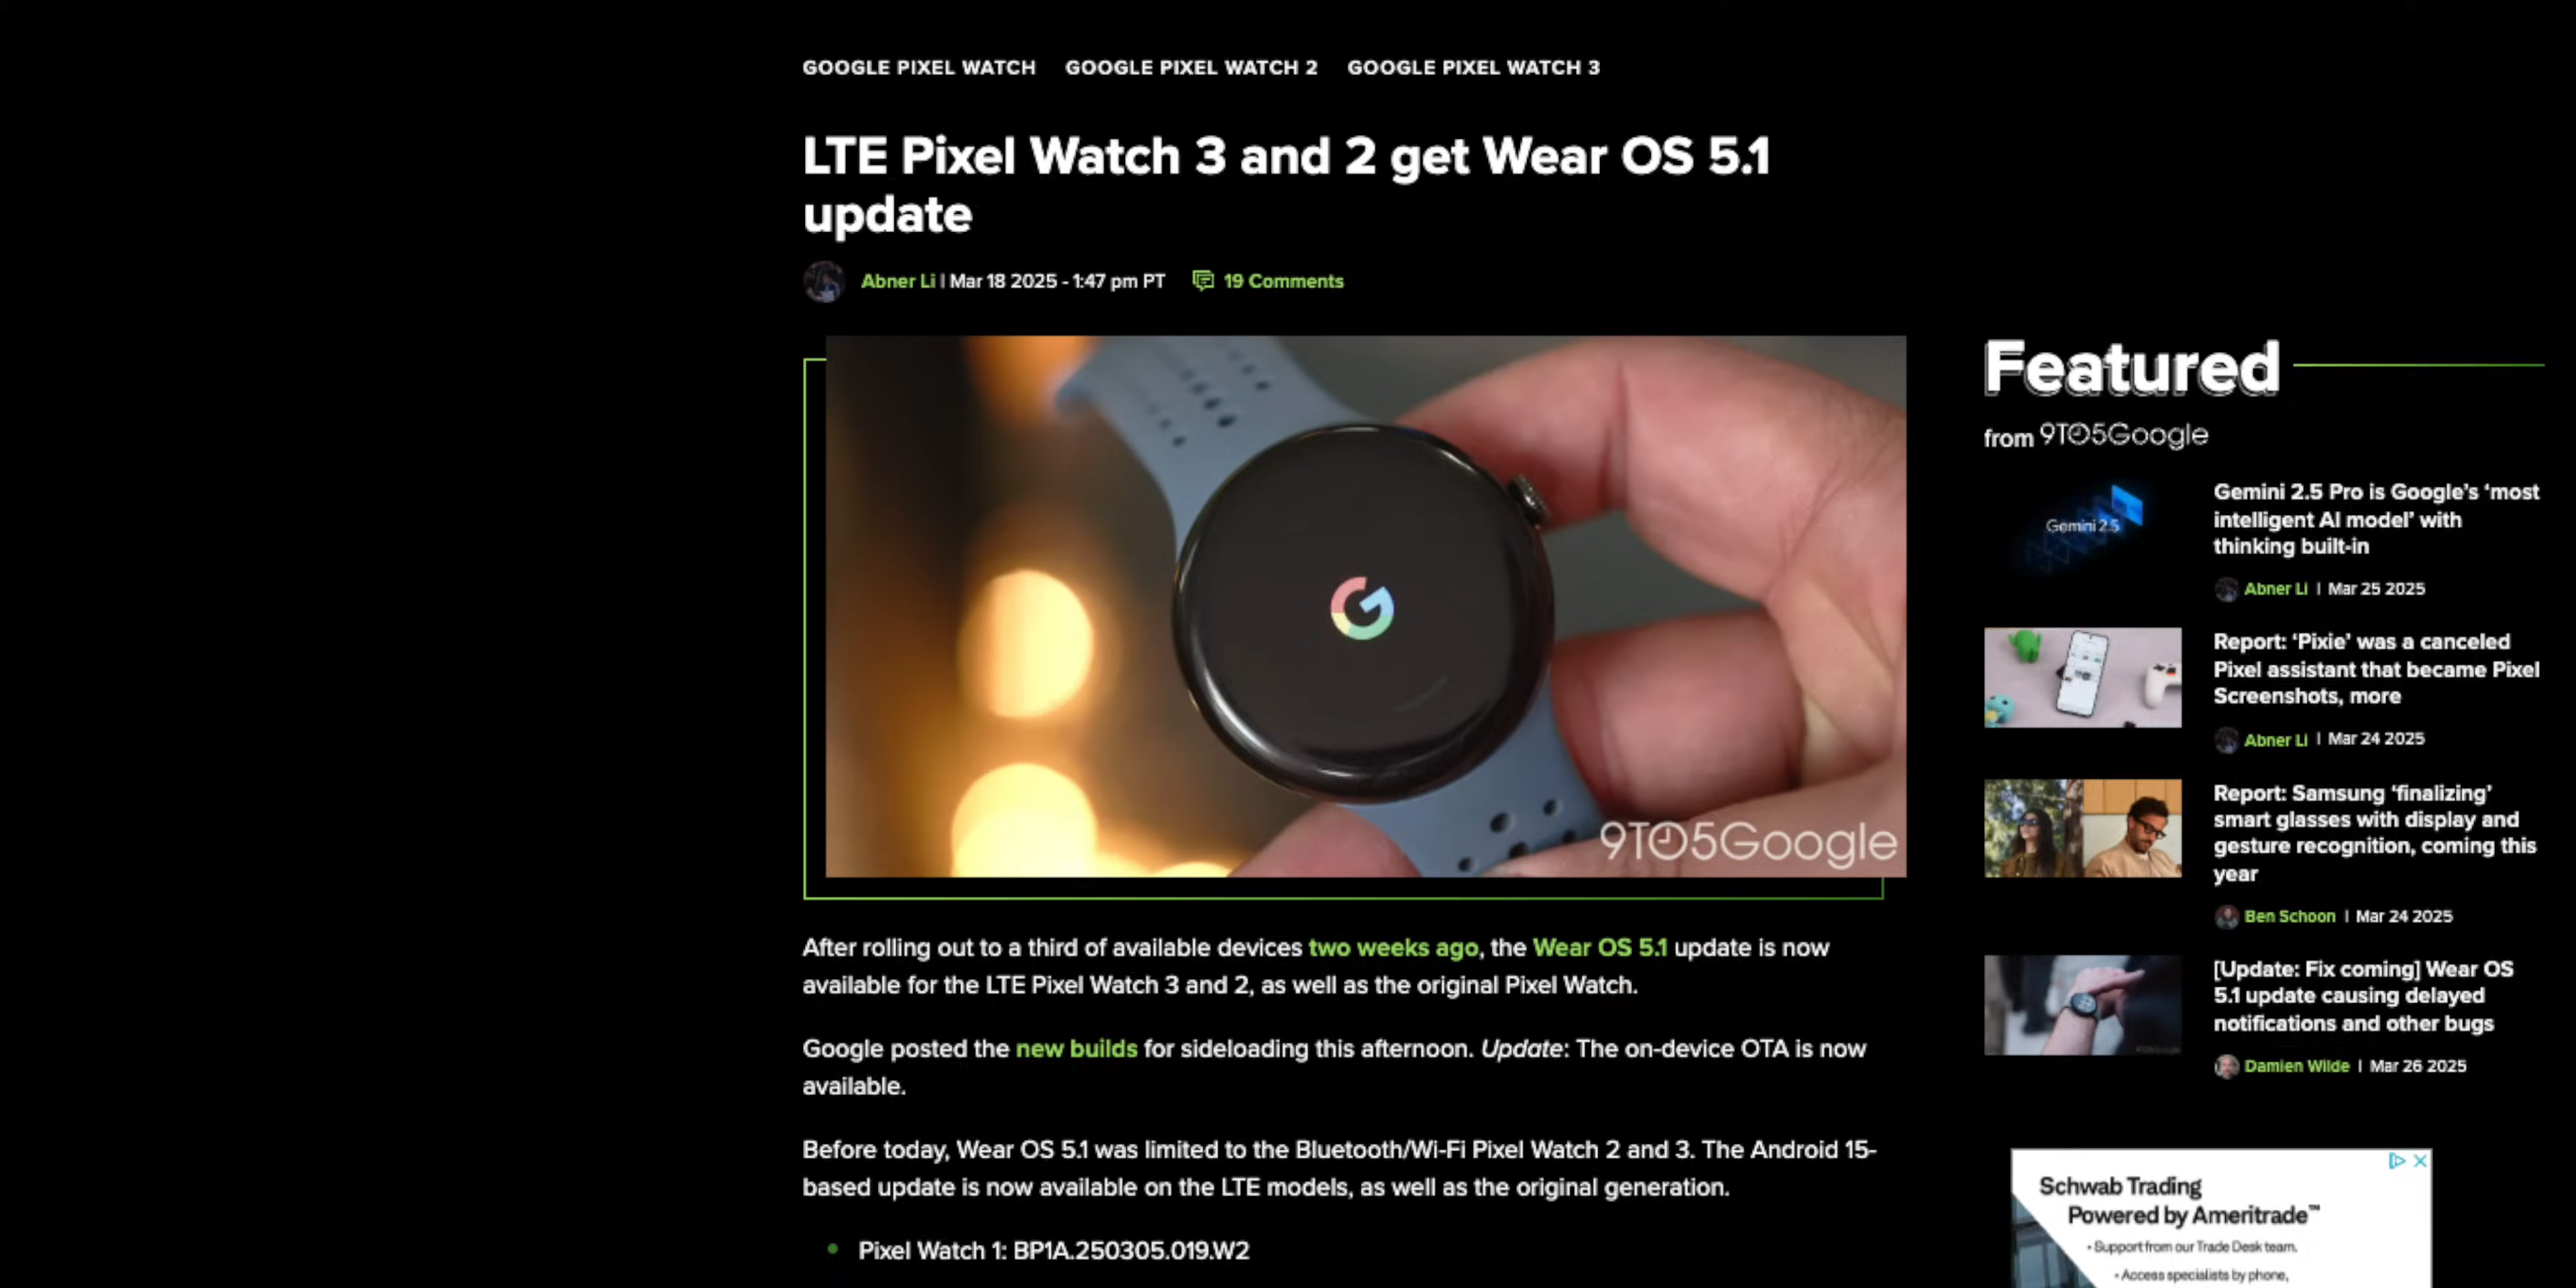 GOOGLE PIXEL WATCH GOOGLE PIXEL WATCH 2 GOOGLE PIXEL WATCH 3
LTE Pixel Watch 3 and 2 get Wear OS 5.1
update
Abner Li | Mar 18 2025 - 1:47 pm PT 19 Comments
9TO5Google
After rolling out to a third of available devices two weeks ago, the Wear OS 5.1 update is now
available for the LTE Pixel Watch 3 and 2, as well as the original Pixel Watch.
Google posted the new builds for sideloading this afternoon. Update: The on-device OTA is now
available.
Before today, Wear OS 5.1 was limited to the Bluetooth/Wi-Fi Pixel Watch 2 and 3. The Android 15-
based update is now available on the LTE models, as well as the original generation.
• Pixel Watch 1: BP1A.250305.019.W2
Featured
from 9TO5Google
Gemini 2.5
Gemini 2.5 Pro is Google's ‘most
intelligent AI model’ with
thinking built-in
Abner Li | Mar 25 2025
Report: ‘Pixie’ was a canceled
Pixel assistant that became Pixel
Screenshots, more
Abner Li | Mar 24 2025
Report: Samsung ‘finalizing’
smart glasses with display and
gesture recognition, coming this
year
Ben Schoon | Mar 24 2025
[Update: Fix coming] Wear OS
5.1 update causing delayed
notifications and other bugs
Damien Wilde | Mar 26 2025
Schwab Trading
Powered by Ameritrade™
• Support from our Trade Desk team.
• Access specialists by phone,